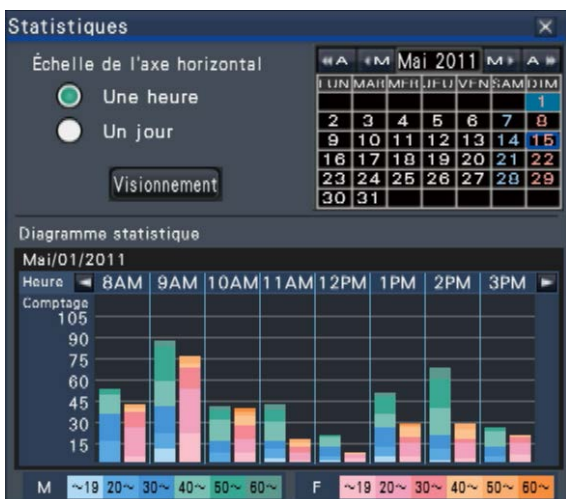 Statistiques
Échelle de l'axe horizontal
Une heure
Un jour
Visionnement
A M Mai 2011 M A
LUN MAR MER JEU VEN SAM DIM
1
2 3 4 5 6 7 8
9 10 11 12 13 14 15
16 17 18 19 20 21 22
23 24 25 26 27 28 29
30 31
Diagramme statistique
Mai/01/2011
Heure 8AM 9AM 10AM 11AM 12PM 1PM 2PM 3PM
Comptage
105
90
75
60
45
30
15
M ~19 20~ 30~ 40~ 50~ 60~ F ~19 20~ 30~ 40~ 50~ 60~